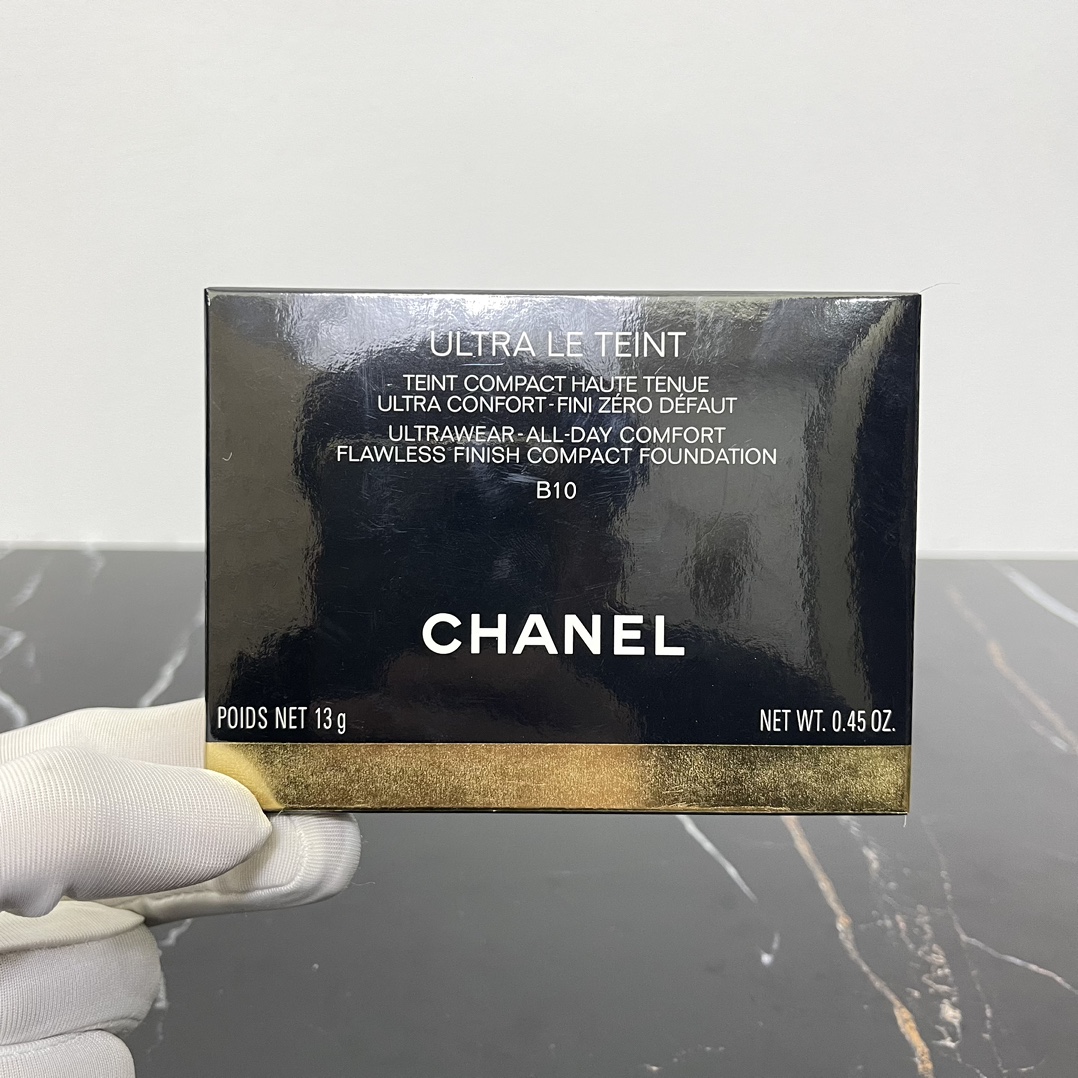 ULTRA LE TEINT
TEINT COMPACT HAUTE TENUE
ULTRA CONFORT-FINI ZÉRO DÉFAUT
ULTRAWEAR-ALL-DAY COMFORT
FLAWLESS FINISH COMPACT FOUNDATION
B10
CHANEL
POIDS NET 13 g
NET WT. 0.45 OZ.